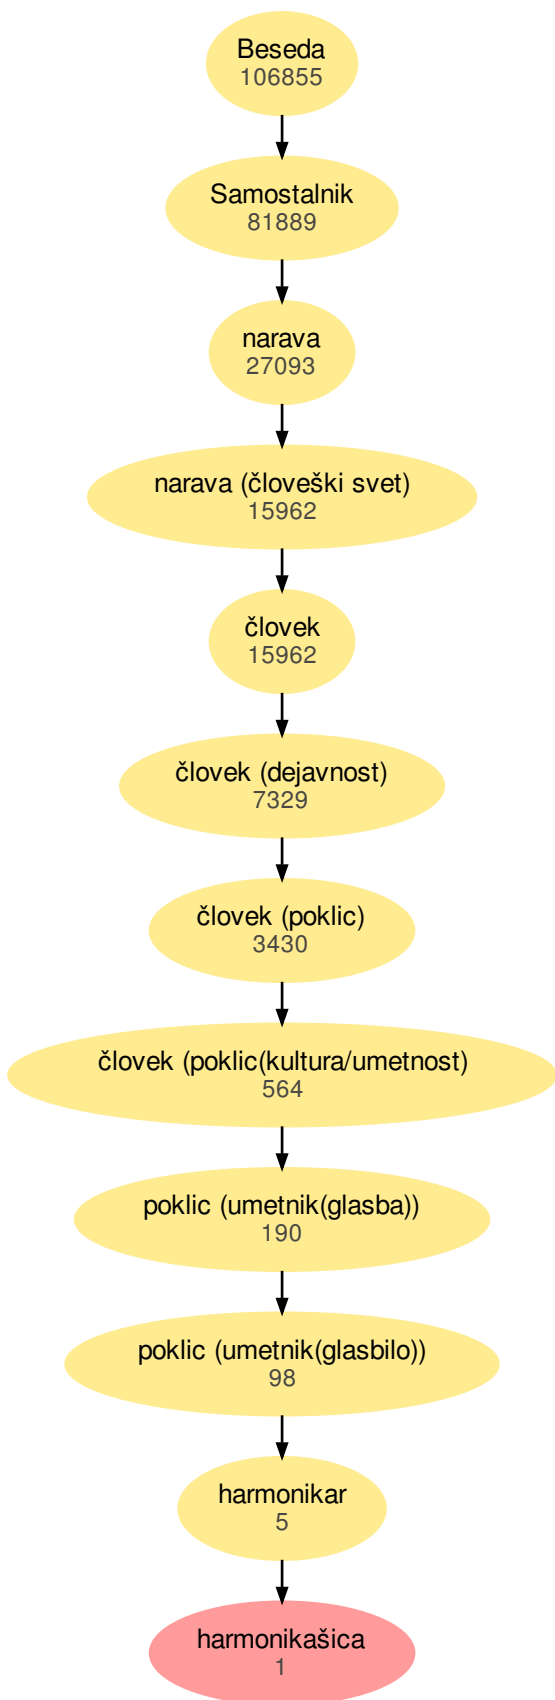 Beseda
106855
Samostalnik
81889
narava
27093
narava (človeški svet)
15962
človek
15962
človek (dejavnost)
7329
človek (poklic)
3430
človek (poklic(kultura/umetnost)
564
poklic (umetnik(glasba))
190
poklic (umetnik(glasbilo))
98
harmonikar
5
harmonikašica
1